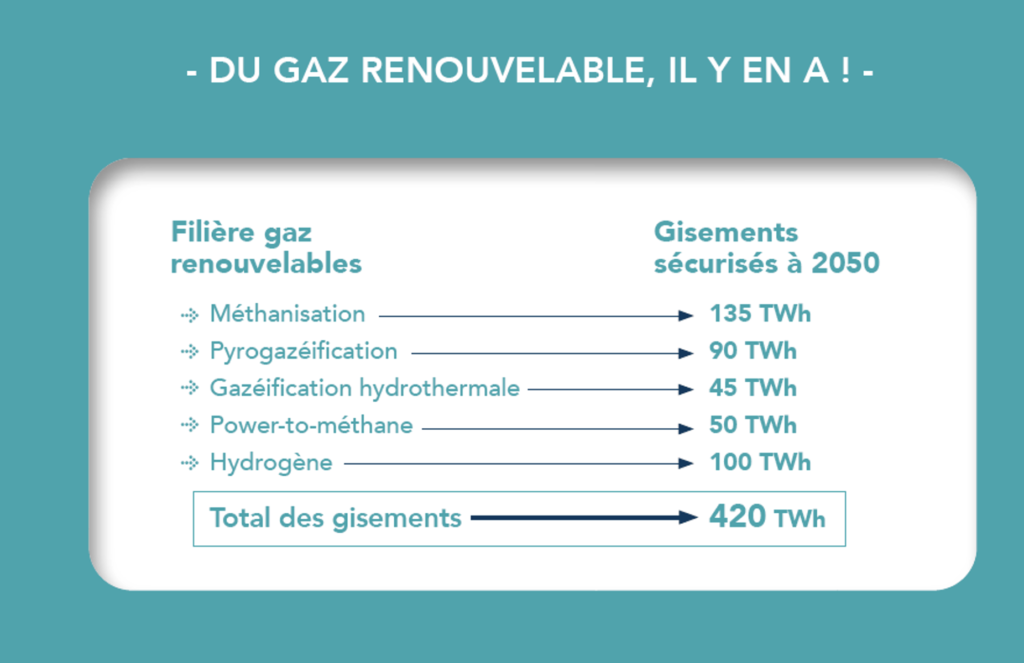 - DU GAZ RENOUVELABLE, IL Y EN A ! -
Filière gaz
renouvelables
Gisements
sécurisés à 2050
Méthanisation 135 TWh
Pyrogazéification 90 TWh
Gazéification hydrothermale 45 TWh
Power-to-méthane 50 TWh
Hydrogène 100 TWh
Total des gisements 420 TWh